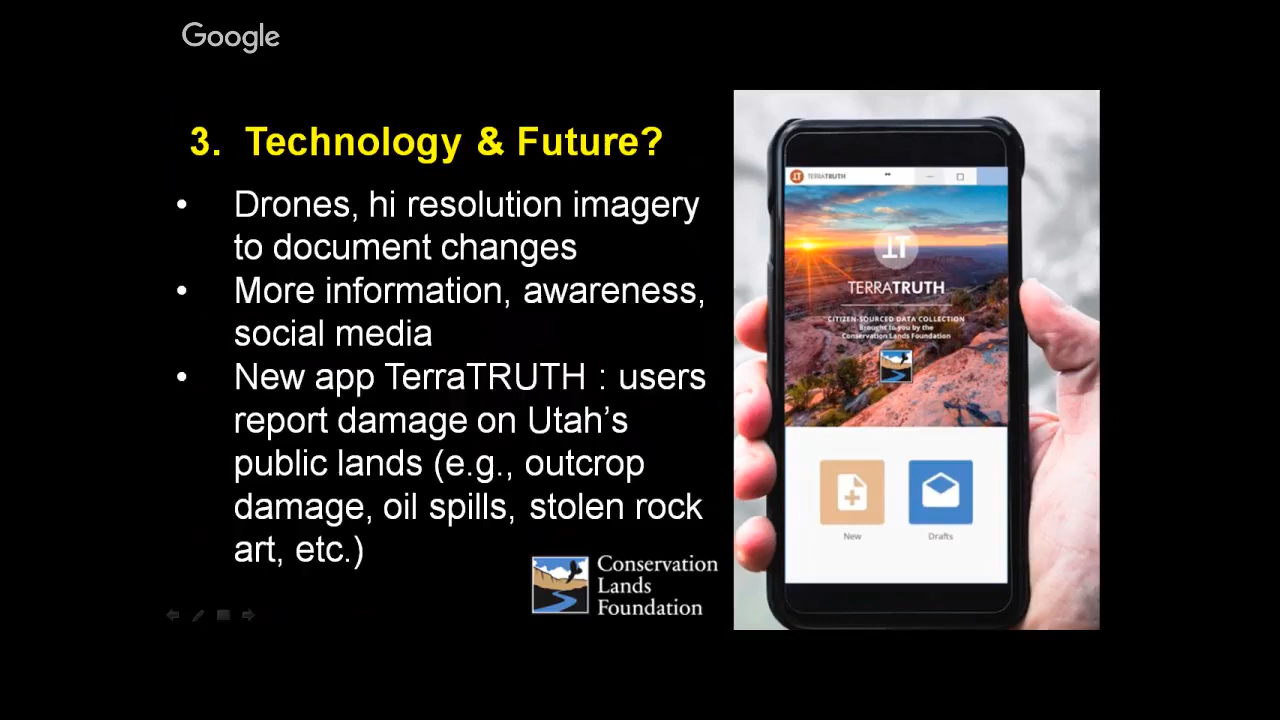 Google
3. Technology & Future?
• Drones, hi resolution imagery
to document changes
• More information, awareness,
social media
• New app TerraTRUTH : users
report damage on Utah’s
public lands (e.g., outcrop
damage, oil spills, stolen rock
art, etc.)
Conservation
Lands
Foundation
TERRATRUTH
TERRATRUTH
CITIZEN-SOURCED DATA COLLECTION
Brought to you by the
Conservation Lands Foundation
New
Drafts